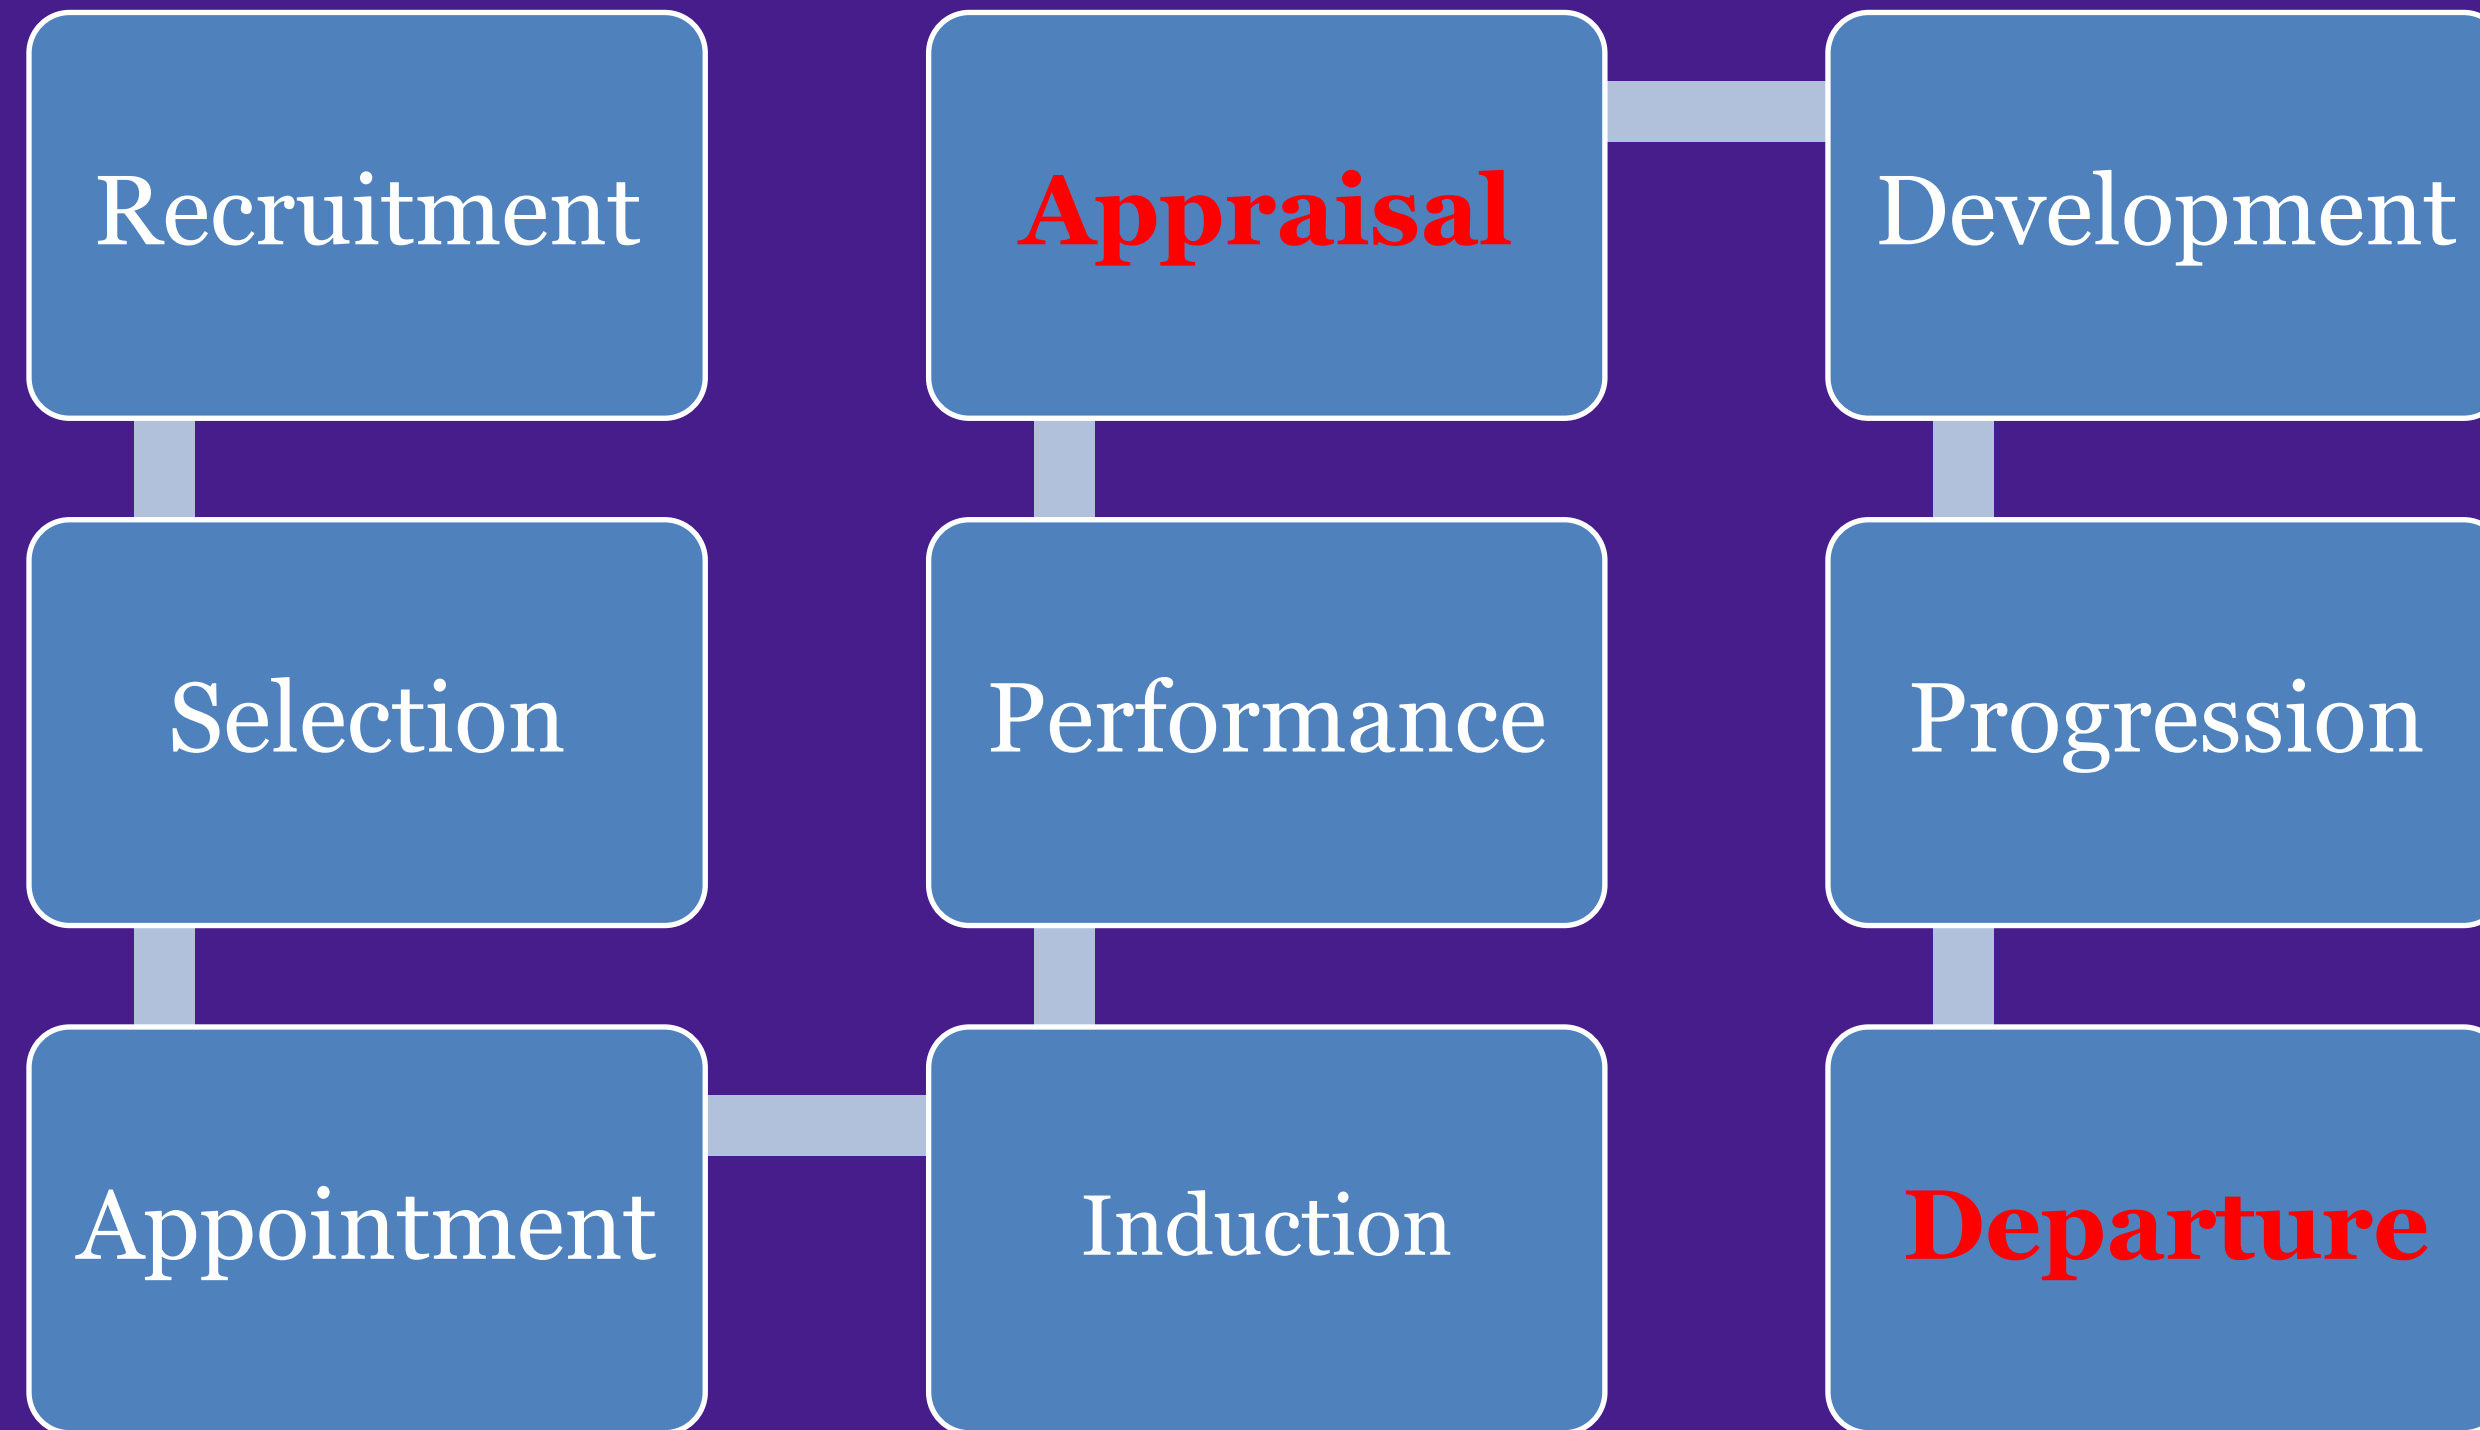 Recruitment
Selection
Appointment
Induction
Performance
Appraisal
Development
Progression
Departure